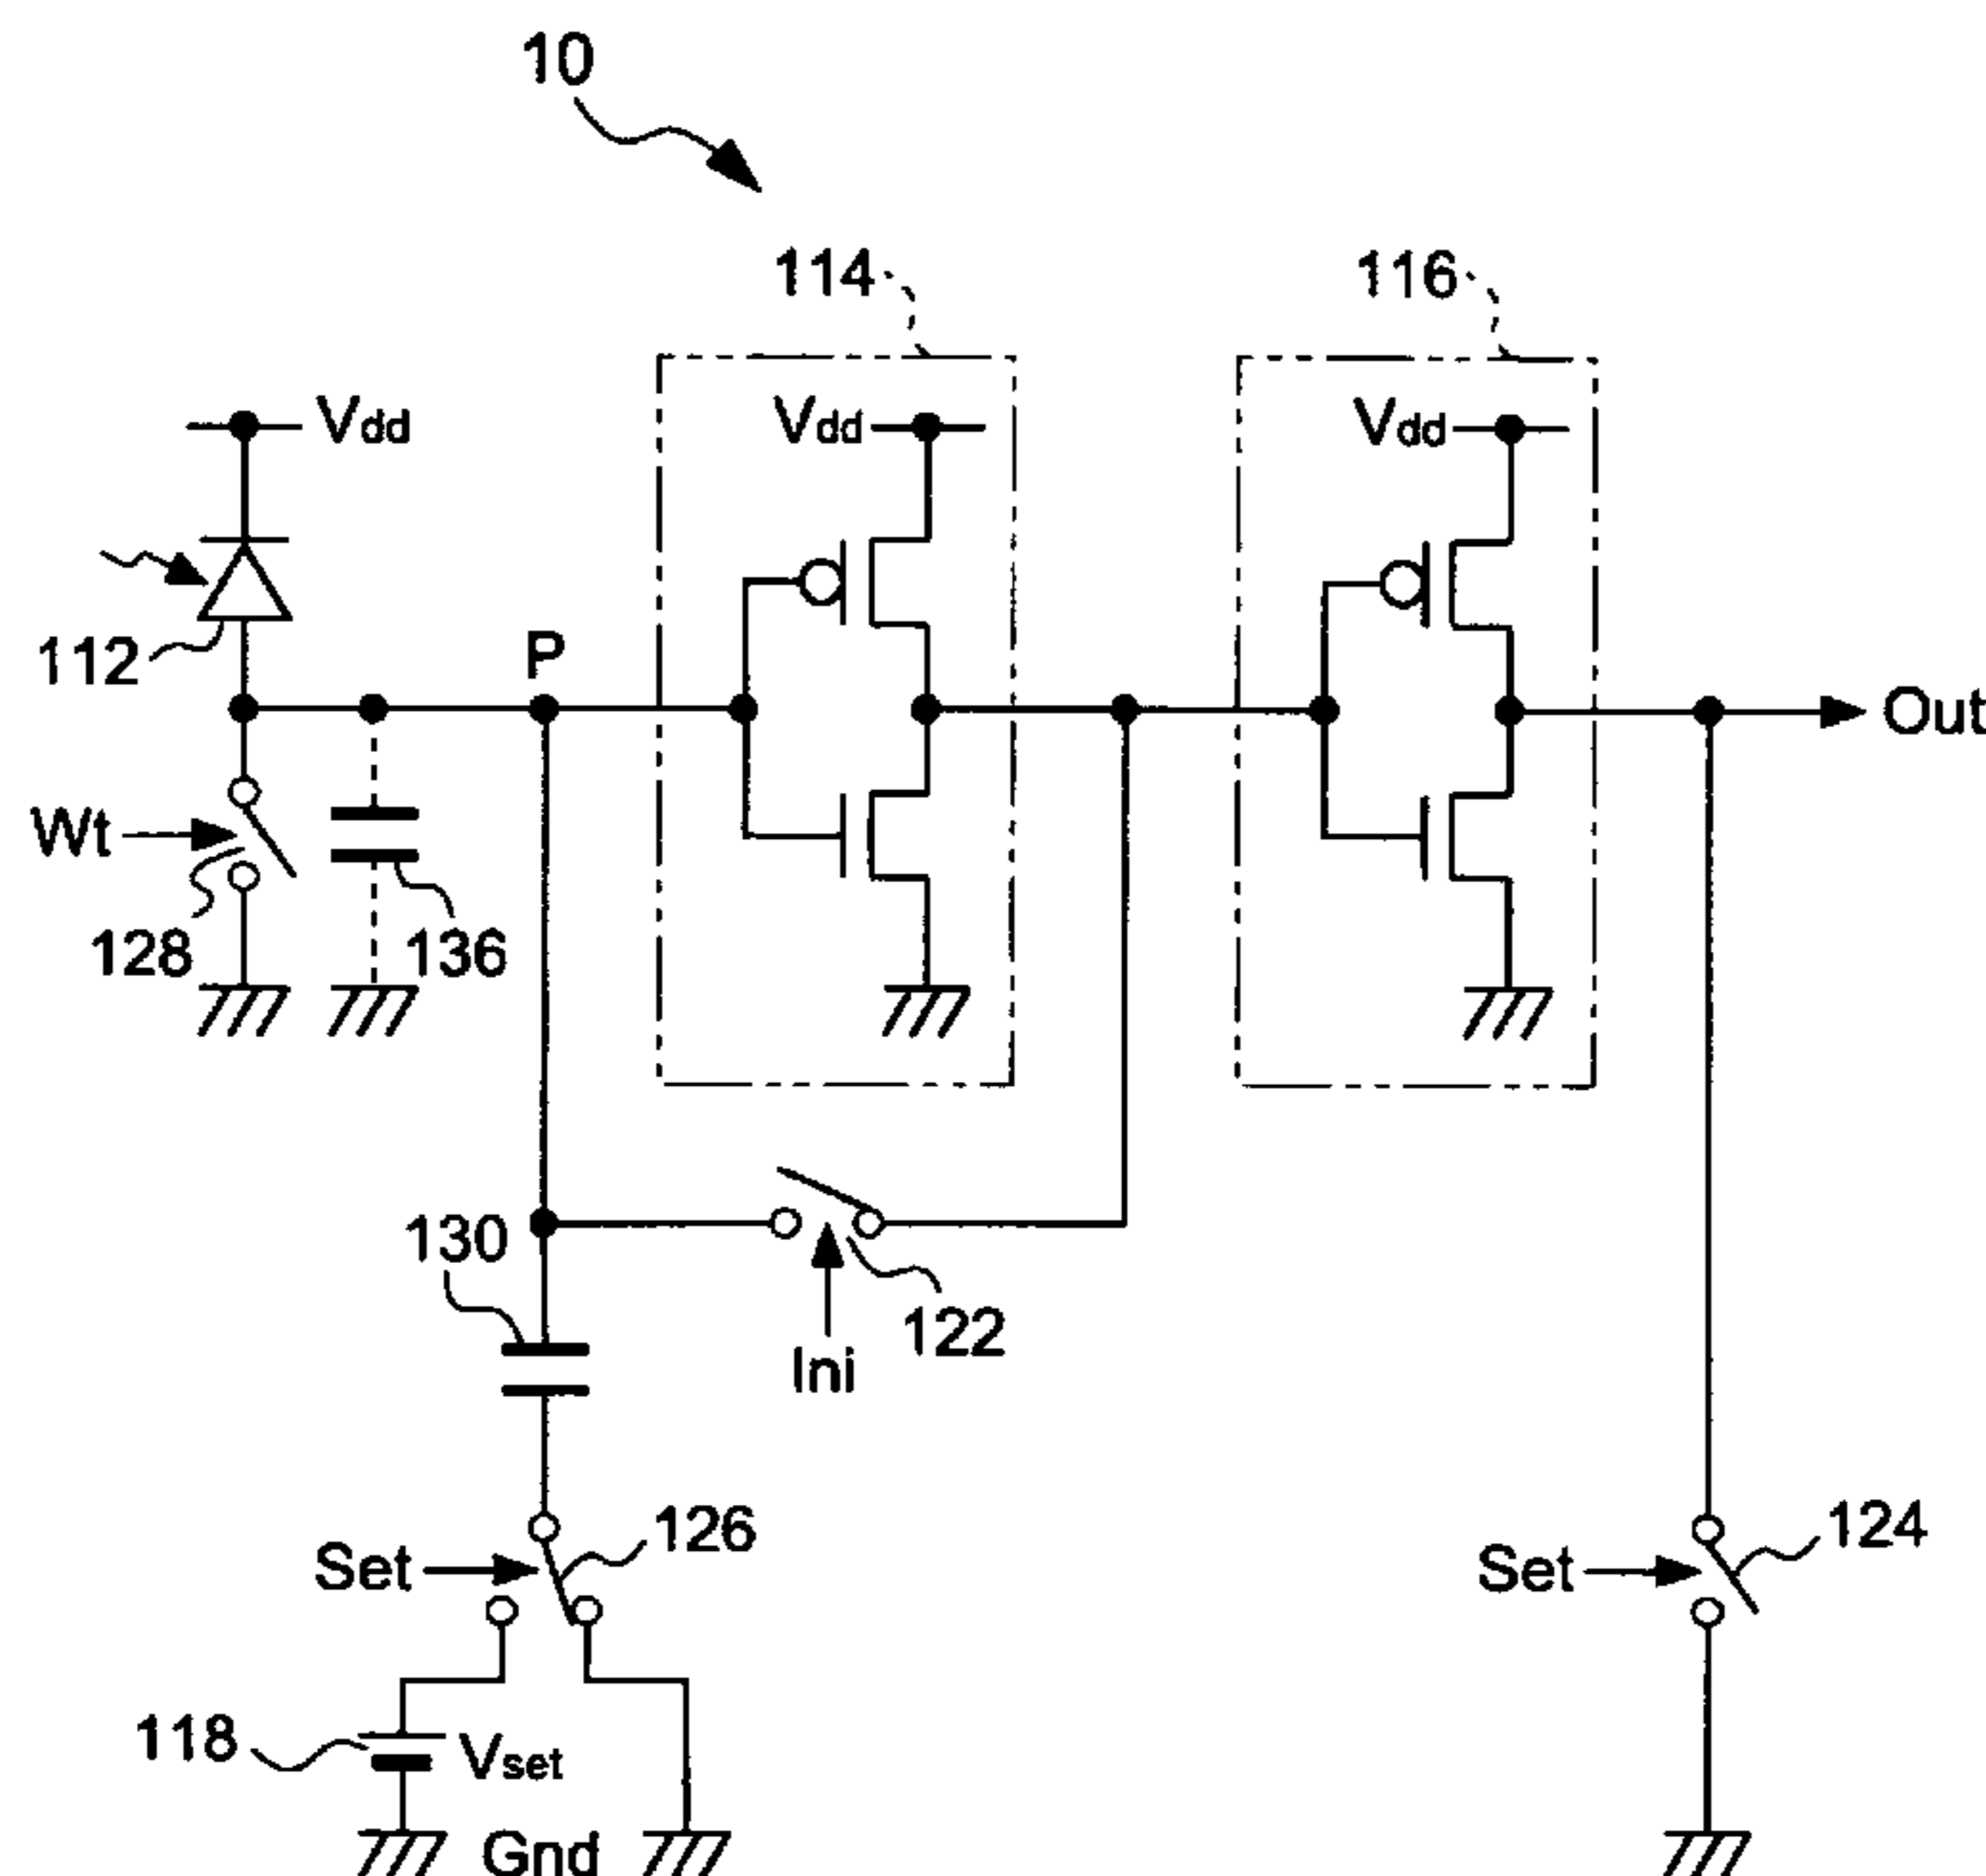 10
114
116
Vdd
Vdd
Vdd
112
P
Out
Wt
128
136
130
122
Ini
Set
126
Set
124
118
Vset
Gnd